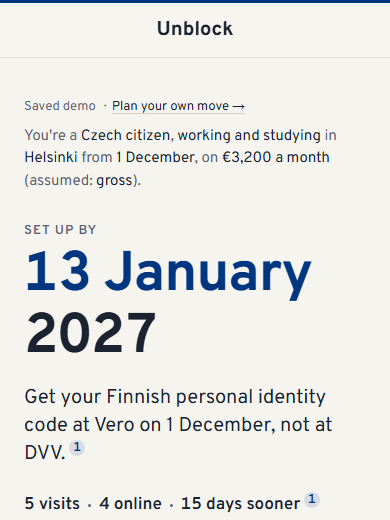 Unblock
Saved demo · Plan your own move →
You're a Czech citizen, working and studying in
Helsinki from 1 December, on €3,200 a month
(assumed: gross).
SET UP BY
13 January
2027
Get your Finnish personal identity
code at Vero on 1 December, not at
DVV. 1
5 visits · 4 online · 15 days sooner 1